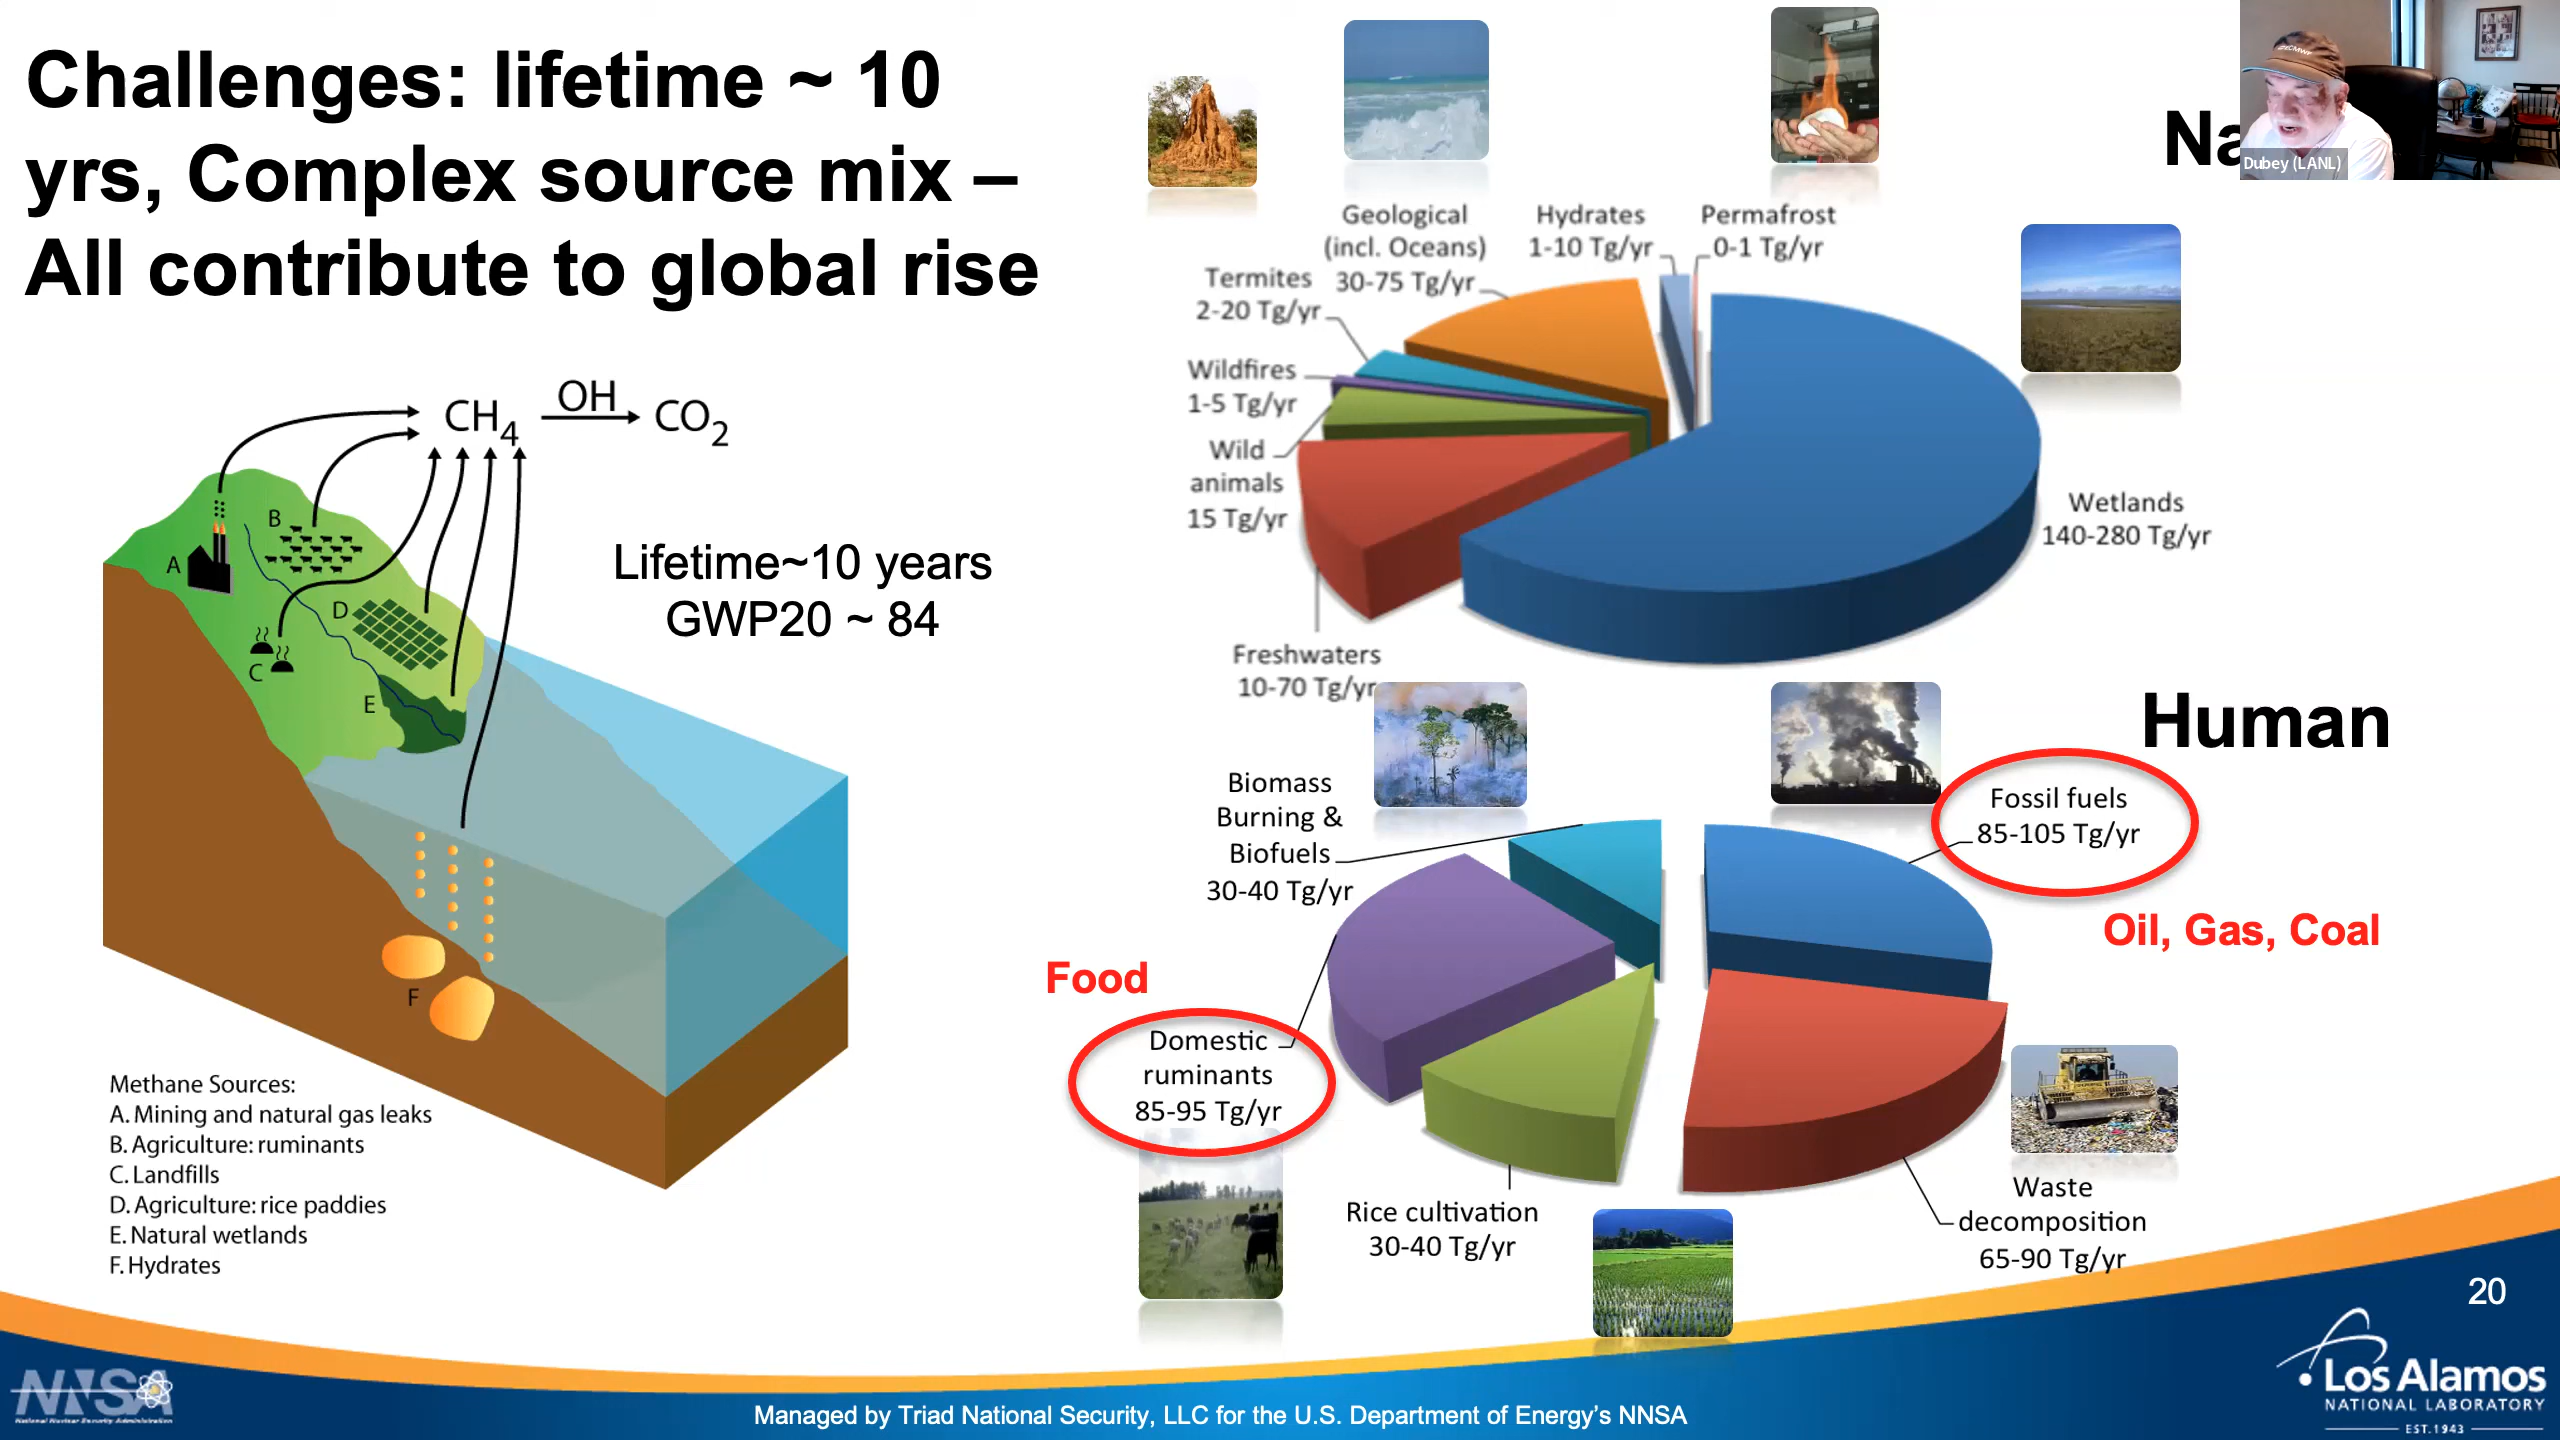 Challenges: lifetime ~ 10
yrs, Complex source mix –
All contribute to global rise
CH4 OH CO2
Lifetime~10 years
GWP20 ~ 84
A
B
C
D
E
F
Methane Sources:
A. Mining and natural gas leaks
B. Agriculture: ruminants
C. Landfills
D. Agriculture: rice paddies
E. Natural wetlands
F. Hydrates
Na
Dubey (LANL)
Geological
(incl. Oceans)
30-75 Tg/yr
Hydrates
1-10 Tg/yr
Permafrost
0-1 Tg/yr
Termites
2-20 Tg/yr
Wildfires
1-5 Tg/yr
Wild
animals
15 Tg/yr
Wetlands
140-280 Tg/yr
Freshwaters
10-70 Tg/yr
Human
Biomass
Burning &
Biofuels
30-40 Tg/yr
Fossil fuels
85-105 Tg/yr
Oil, Gas, Coal
Food
Domestic
ruminants
85-95 Tg/yr
Rice cultivation
30-40 Tg/yr
Waste
decomposition
65-90 Tg/yr
20
NNSA
National Nuclear Security Administration
Managed by Triad National Security, LLC for the U.S. Department of Energy's NNSA
Los Alamos
NATIONAL LABORATORY
EST. 1943